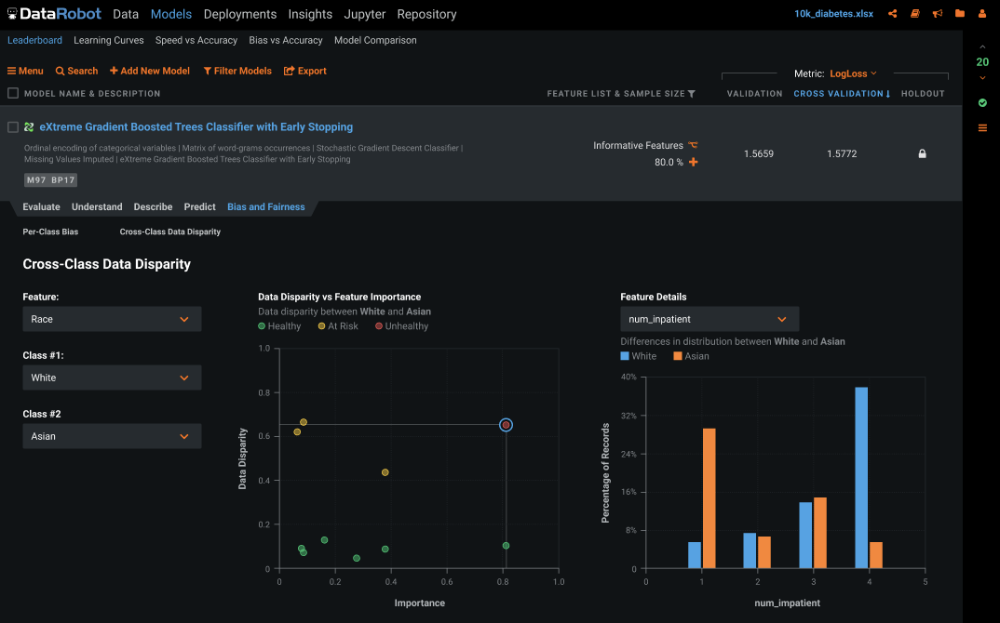 DataRobot Data Models Deployments Insights Jupyter Repository 10k_diabetes.xlsx
Leaderboard Learning Curves Speed vs Accuracy Bias vs Accuracy Model Comparison
20
Menu Search + Add New Model Filter Models Export Metric: LogLoss
MODEL NAME & DESCRIPTION FEATURE LIST & SAMPLE SIZE VALIDATION CROSS VALIDATION HOLDOUT
eXtreme Gradient Boosted Trees Classifier with Early Stopping
Ordinal encoding of categorical variables | Matrix of word-grams occurrences | Stochastic Gradient Descent Classifier |
Missing Values Imputed | eXtreme Gradient Boosted Trees Classifier with Early Stopping
Informative Features
80.0 %
1.5659 1.5772
M97 BP17
Evaluate Understand Describe Predict Bias and Fairness
Per-Class Bias Cross-Class Data Disparity
Cross-Class Data Disparity
Feature:
Race
Class #1:
White
Class #2
Asian
Data Disparity vs Feature Importance
Data disparity between White and Asian
Healthy At Risk Unhealthy
1.0
0.8
0.6
0.4
0.2
0
Data Disparity
0 0.2 0.4 0.6 0.8 1.0
Importance
Feature Details
num_inpatient
Differences in distribution between White and Asian
White Asian
40%
32%
24%
16%
8%
0
Percentage of Records
0 1 2 3 4 5
num_impatient